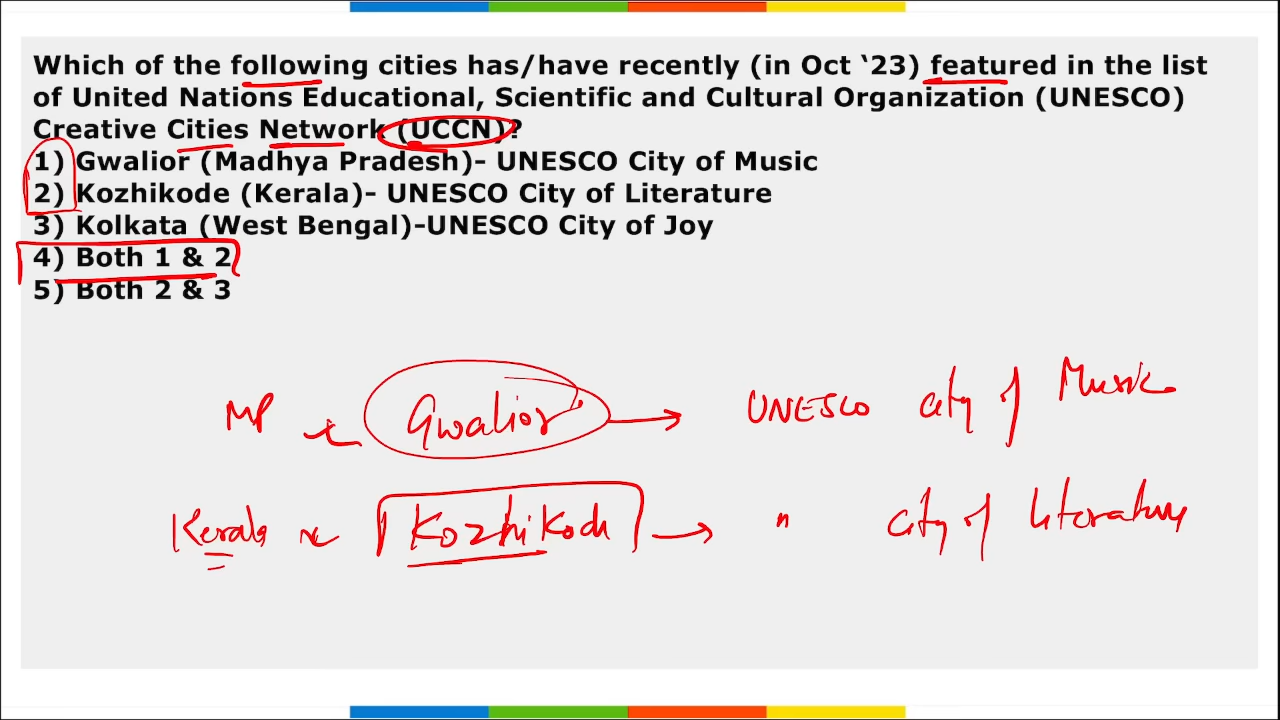 Which of the following cities has/have recently (in Oct ‘23) featured in the list
of United Nations Educational, Scientific and Cultural Organization (UNESCO)
Creative Cities Network (UCCN)?
1) Gwalior (Madhya Pradesh)- UNESCO City of Music
2) Kozhikode (Kerala)- UNESCO City of Literature
3) Kolkata (West Bengal)-UNESCO City of Joy
4) Both 1 & 2
5) Both 2 & 3
MP Gwalior → UNESCO city of Music
Kerala Kozhikode → " city of literature